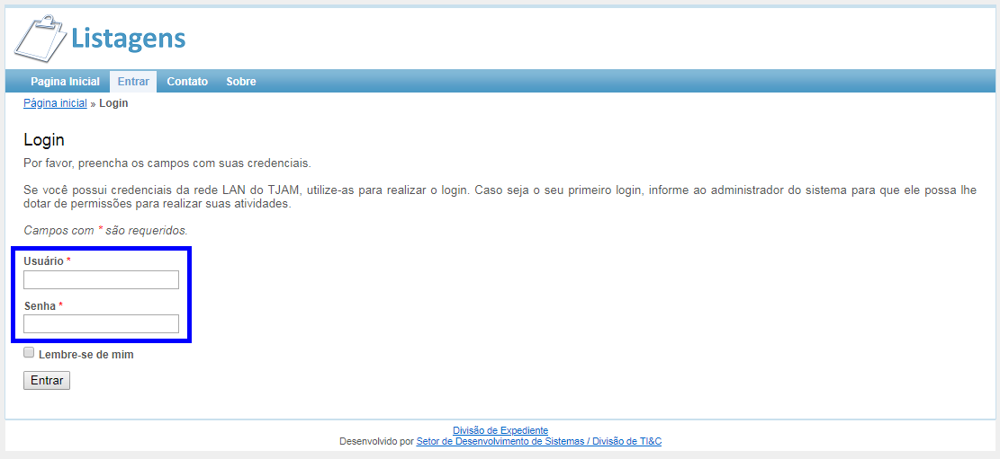 Listagens
Pagina Inicial Entrar Contato Sobre
Página inicial » Login
Login
Por favor, preencha os campos com suas credenciais.
Se você possui credenciais da rede LAN do TJAM, utilize-as para realizar o login. Caso seja o seu primeiro login, informe ao administrador do sistema para que ele possa lhe
dotar de permissões para realizar suas atividades.
Campos com * são requeridos.
Usuário *
Senha *
Lembre-se de mim
Entrar
Divisão de Expediente
Desenvolvido por Setor de Desenvolvimento de Sistemas / Divisão de TI&C